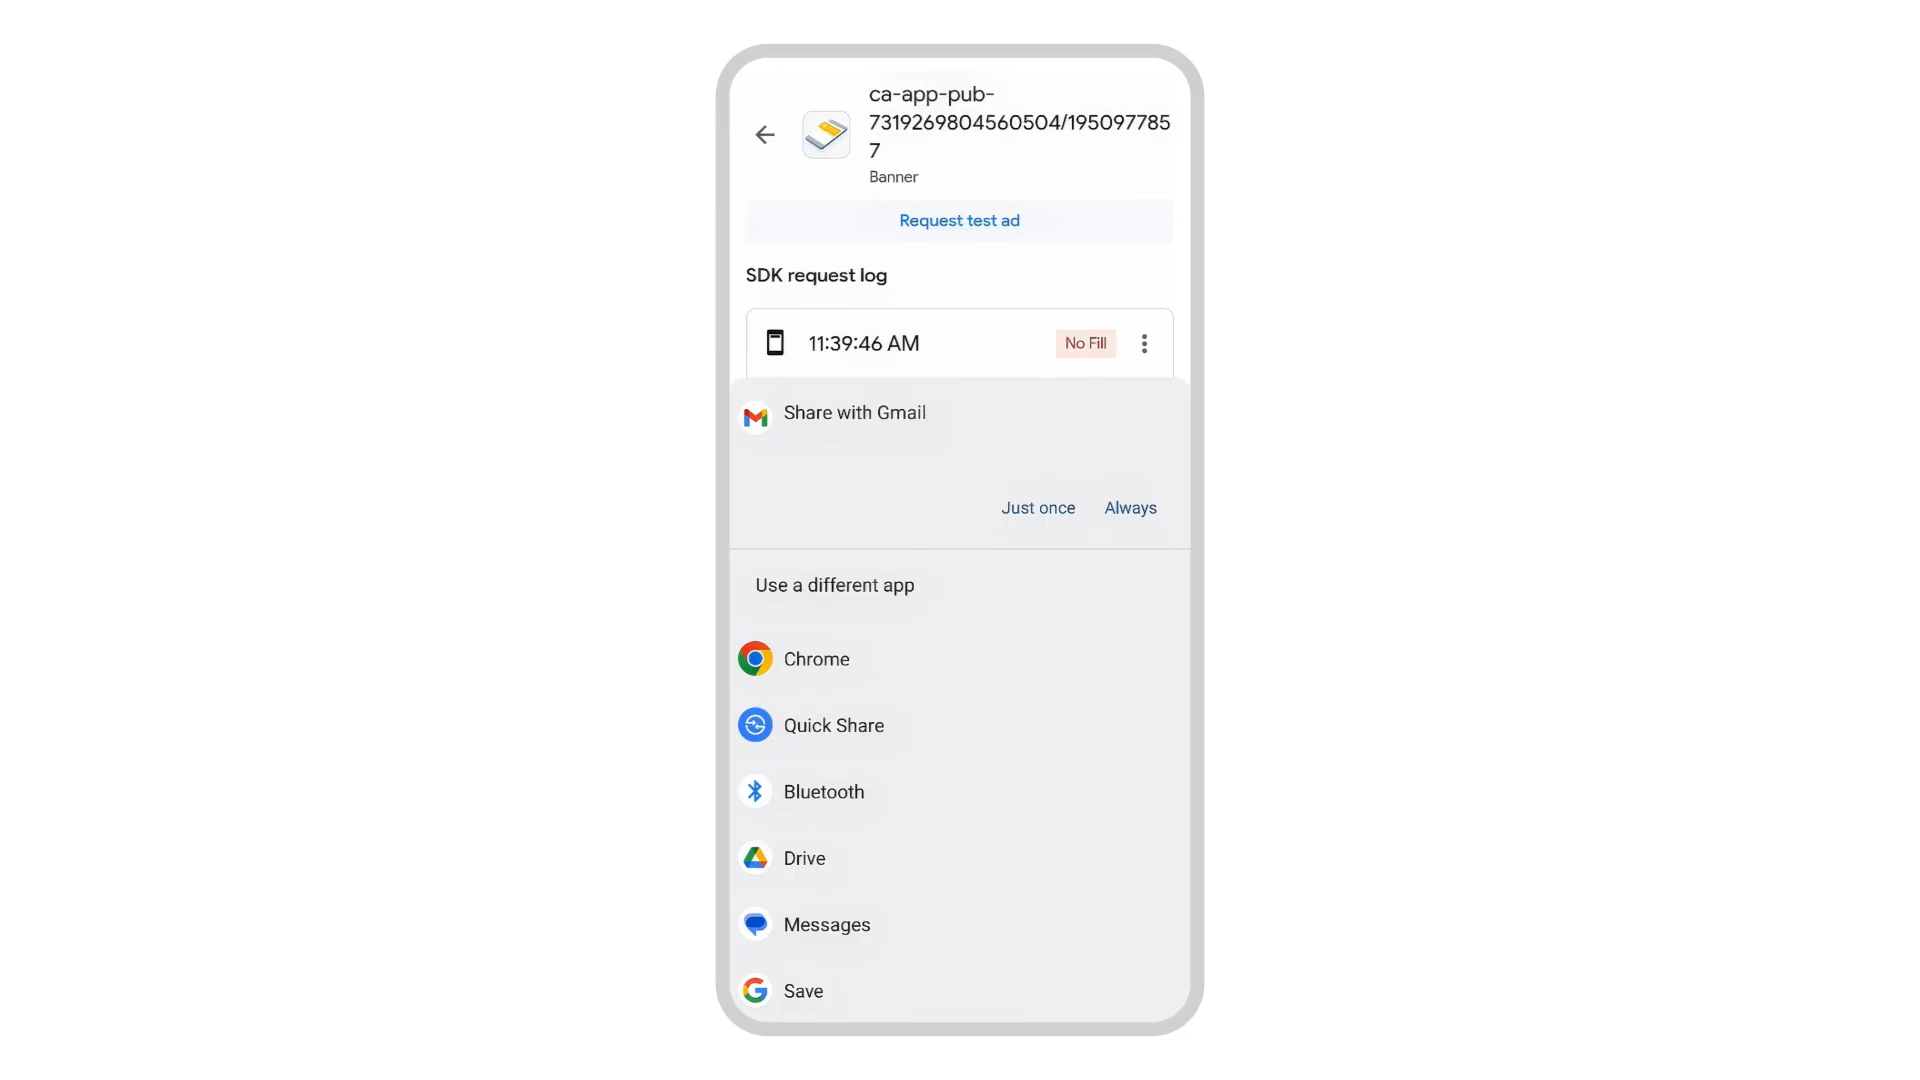 ca-app-pub-
7319269804560504/195097785
7
Banner
Request test ad
SDK request log
11:39:46 AM
No Fill
Share with Gmail
Just once
Always
Use a different app
Chrome
Quick Share
Bluetooth
Drive
Messages
Save